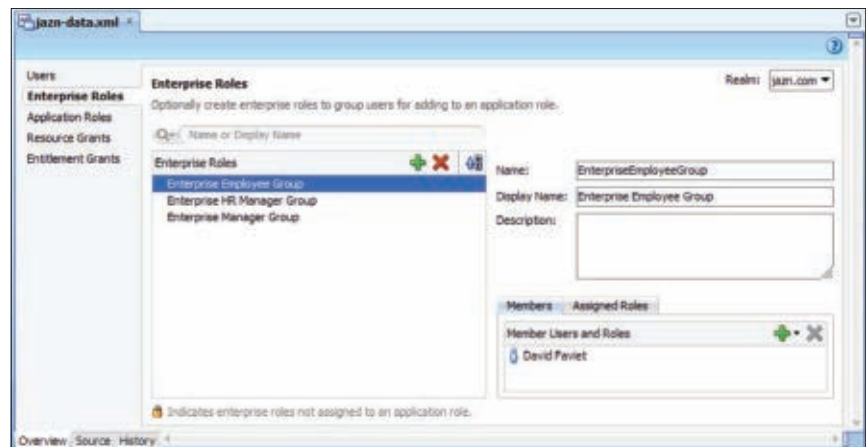 jazn-data.xml
Users
Enterprise Roles
Application Roles
Resource Grants
Entitlement Grants
Enterprise Roles
Realm: jazn.com
Optionally create enterprise roles to group users for adding to an application role.
Name or Display Name
Enterprise Roles
Enterprise Employee Group
Enterprise HR Manager Group
Enterprise Manager Group
Name: EnterpriseEmployeeGroup
Display Name: Enterprise Employee Group
Description:
Members Assigned Roles
Member Users and Roles
David Paviet
Indicates enterprise roles not assigned to an application role.
Overview Source History